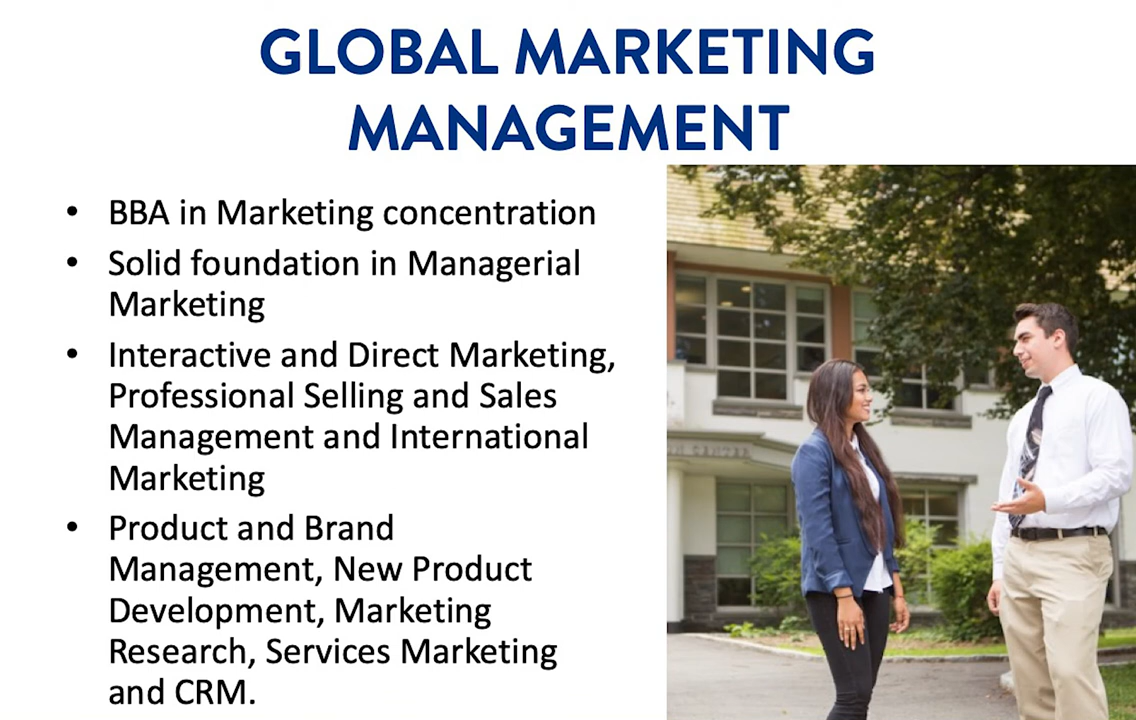 GLOBAL MARKETING
MANAGEMENT
• BBA in Marketing concentration
• Solid foundation in Managerial
Marketing
• Interactive and Direct Marketing,
Professional Selling and Sales
Management and International
Marketing
• Product and Brand
Management, New Product
Development, Marketing
Research, Services Marketing
and CRM.
CENTER